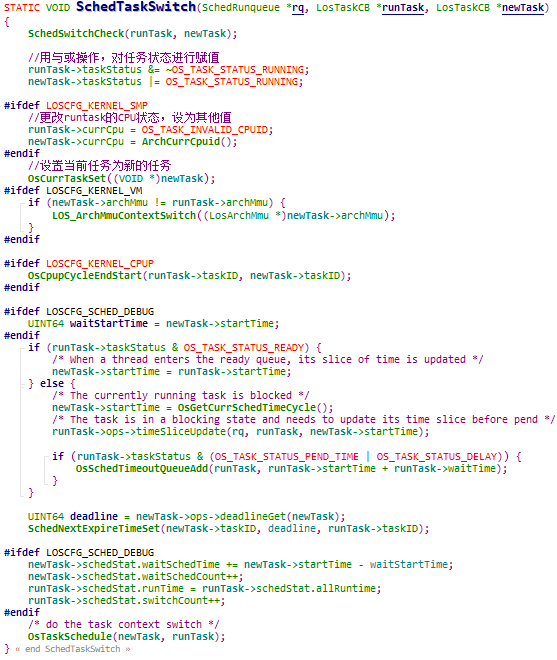 STATIC VOID SchedTaskSwitch(SchedRunqueue *rq, LosTaskCB *runTask, LosTaskCB *newTask)
{
    SchedSwitchCheck(runTask, newTask);

    //用与或操作，对任务状态进行赋值
    runTask->taskStatus &= ~OS_TASK_STATUS_RUNNING;
    newTask->taskStatus |= OS_TASK_STATUS_RUNNING;

#ifdef LOSCFG_KERNEL_SMP
    //更改runtask的CPU状态，设为其他值
    runTask->currCpu = OS_TASK_INVALID_CPUID;
    newTask->currCpu = ArchCurrCpuid();
#endif
    //设置当前任务为新的任务
    OsCurrTaskSet((VOID *)newTask);
#ifdef LOSCFG_KERNEL_VM
    if (newTask->archMmu != runTask->archMmu) {
        LOS_ArchMmuContextSwitch((LosArchMmu *)newTask->archMmu);
    }
#endif

#ifdef LOSCFG_KERNEL_CPUP
    OsCpupCycleEndStart(runTask->taskID, newTask->taskID);
#endif

#ifdef LOSCFG_SCHED_DEBUG
    UINT64 waitStartTime = newTask->startTime;
#endif
    if (runTask->taskStatus & OS_TASK_STATUS_READY) {
        /* When a thread enters the ready queue, its slice of time is updated */
        newTask->startTime = runTask->startTime;
    } else {
        /* The currently running task is blocked */
        newTask->startTime = OsGetCurrSchedTimeCycle();
        /* The task is in a blocking state and needs to update its time slice before pend */
        runTask->ops->timeSliceUpdate(rq, runTask, newTask->startTime);

        if (runTask->taskStatus & (OS_TASK_STATUS_PEND_TIME | OS_TASK_STATUS_DELAY)) {
            OsSchedTimeoutQueueAdd(runTask, runTask->startTime + runTask->waitTime);
        }
    }

    UINT64 deadline = newTask->ops->deadlineGet(newTask);
    SchedNextExpireTimeSet(newTask->taskID, deadline, runTask->taskID);

#ifdef LOSCFG_SCHED_DEBUG
    newTask->schedStat.waitSchedTime += newTask->startTime - waitStartTime;
    newTask->schedStat.waitSchedCount++;
    runTask->schedStat.runTime = runTask->schedStat.allRuntime;
    runTask->schedStat.switchCount++;
#endif
    /* do the task context switch */
    OsTaskSchedule(newTask, runTask);
} « end SchedTaskSwitch »